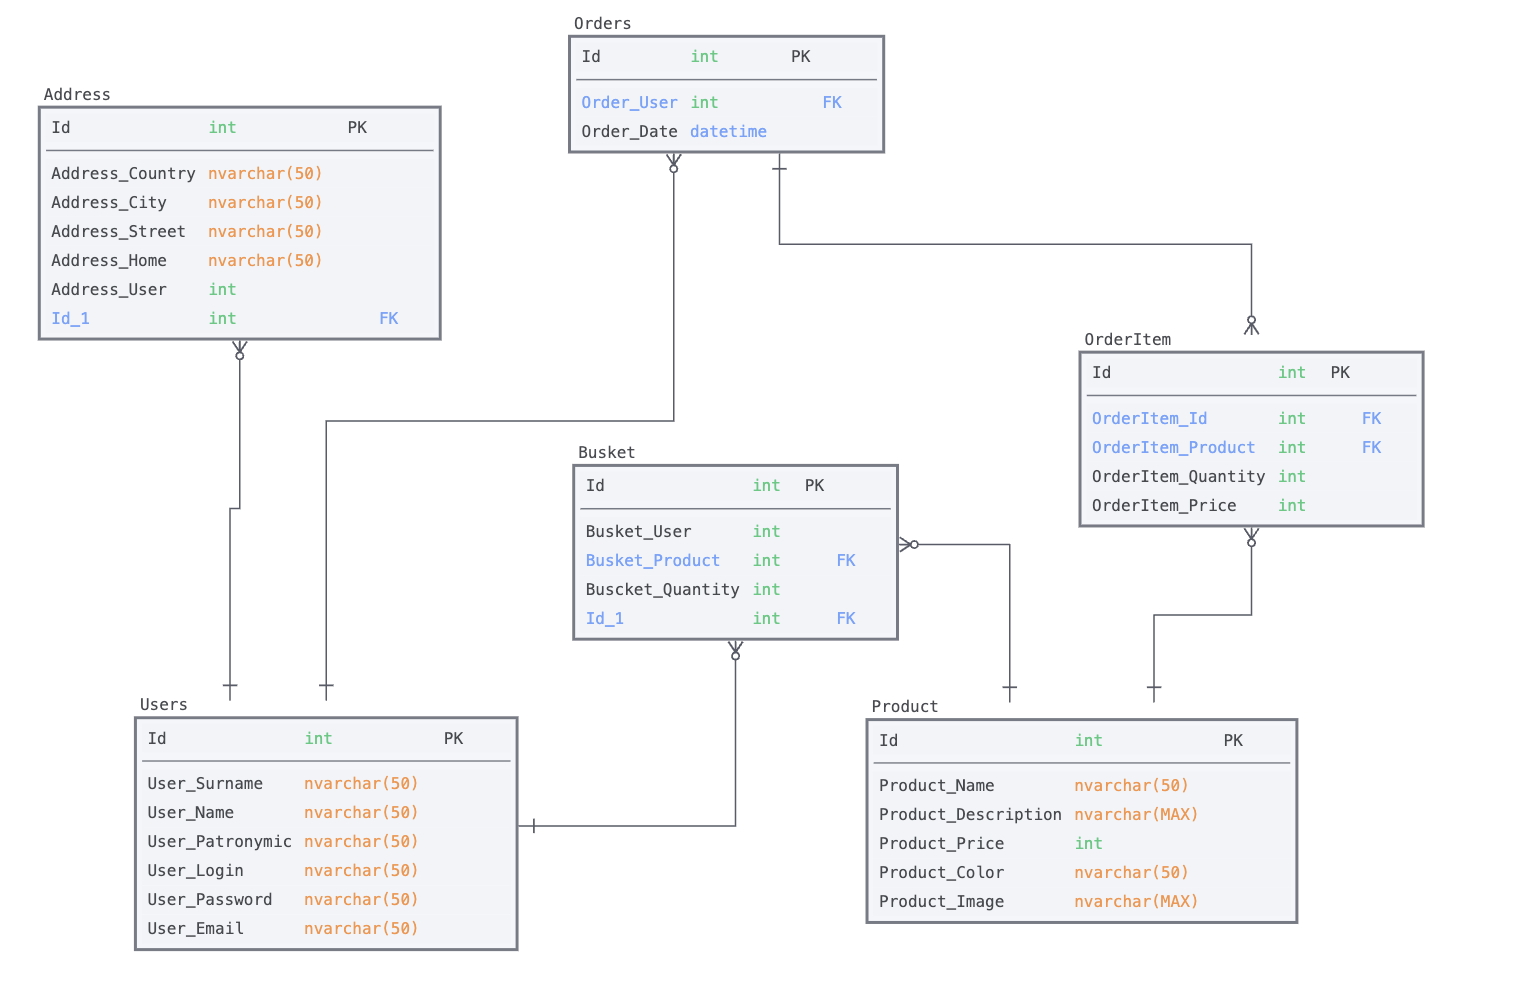 Orders
Id int PK
Order_User int FK
Order_Date datetime
Address
Id int PK
Address_Country nvarchar(50)
Address_City nvarchar(50)
Address_Street nvarchar(50)
Address_Home nvarchar(50)
Address_User int
Id_1 int FK
OrderItem
Id int PK
OrderItem_Id int FK
OrderItem_Product int FK
OrderItem_Quantity int
OrderItem_Price int
Busket
Id int PK
Busket_User int
Busket_Product int FK
Buscket_Quantity int
Id_1 int FK
Users
Id int PK
User_Surname nvarchar(50)
User_Name nvarchar(50)
User_Patronymic nvarchar(50)
User_Login nvarchar(50)
User_Password nvarchar(50)
User_Email nvarchar(50)
Product
Id int PK
Product_Name nvarchar(50)
Product_Description nvarchar(MAX)
Product_Price int
Product_Color nvarchar(50)
Product_Image nvarchar(MAX)